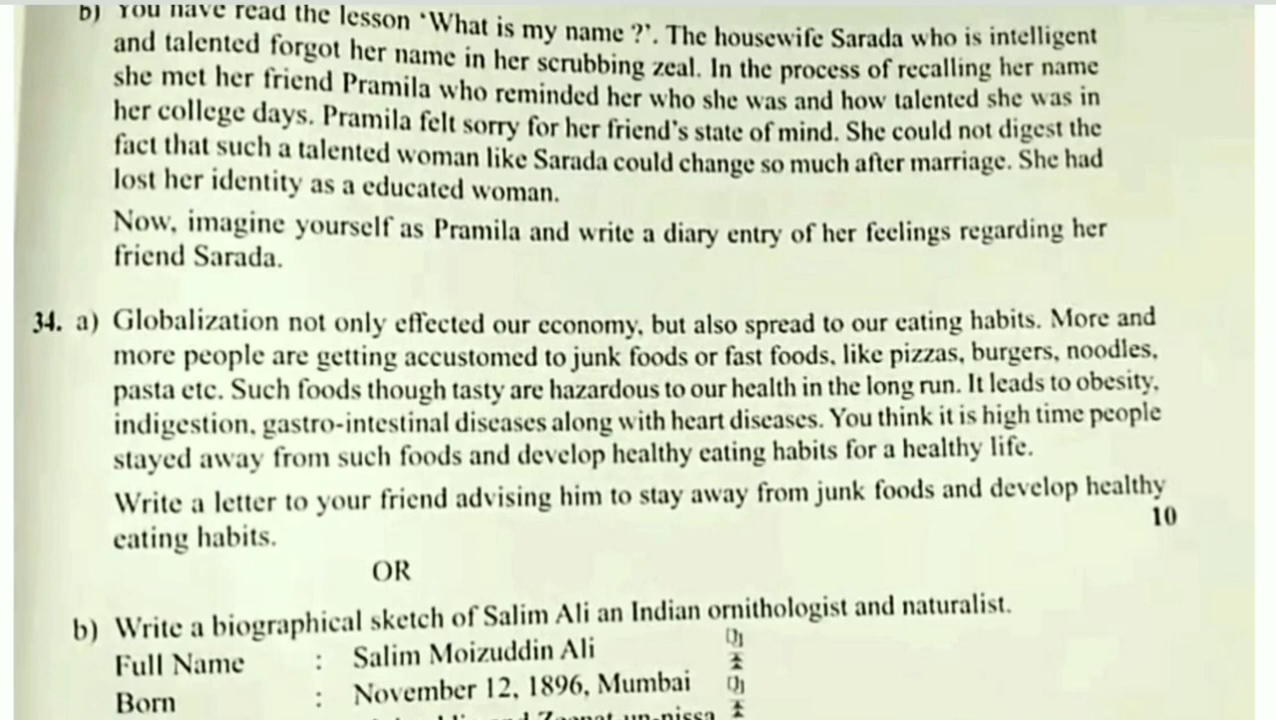 b) You have read the lesson ‘What is my name ?’. The housewife Sarada who is intelligent
and talented forgot her name in her scrubbing zeal. In the process of recalling her name
she met her friend Pramila who reminded her who she was and how talented she was in
her college days. Pramila felt sorry for her friend’s state of mind. She could not digest the
fact that such a talented woman like Sarada could change so much after marriage. She had
lost her identity as a educated woman.
Now, imagine yourself as Pramila and write a diary entry of her feelings regarding her
friend Sarada.
34. a) Globalization not only effected our economy, but also spread to our eating habits. More and
more people are getting accustomed to junk foods or fast foods, like pizzas, burgers, noodles,
pasta etc. Such foods though tasty are hazardous to our health in the long run. It leads to obesity,
indigestion, gastro-intestinal diseases along with heart diseases. You think it is high time people
stayed away from such foods and develop healthy eating habits for a healthy life.
Write a letter to your friend advising him to stay away from junk foods and develop healthy
eating habits. 10
OR
b) Write a biographical sketch of Salim Ali an Indian ornithologist and naturalist.
Full Name : Salim Moizuddin Ali
Born : November 12, 1896, Mumbai